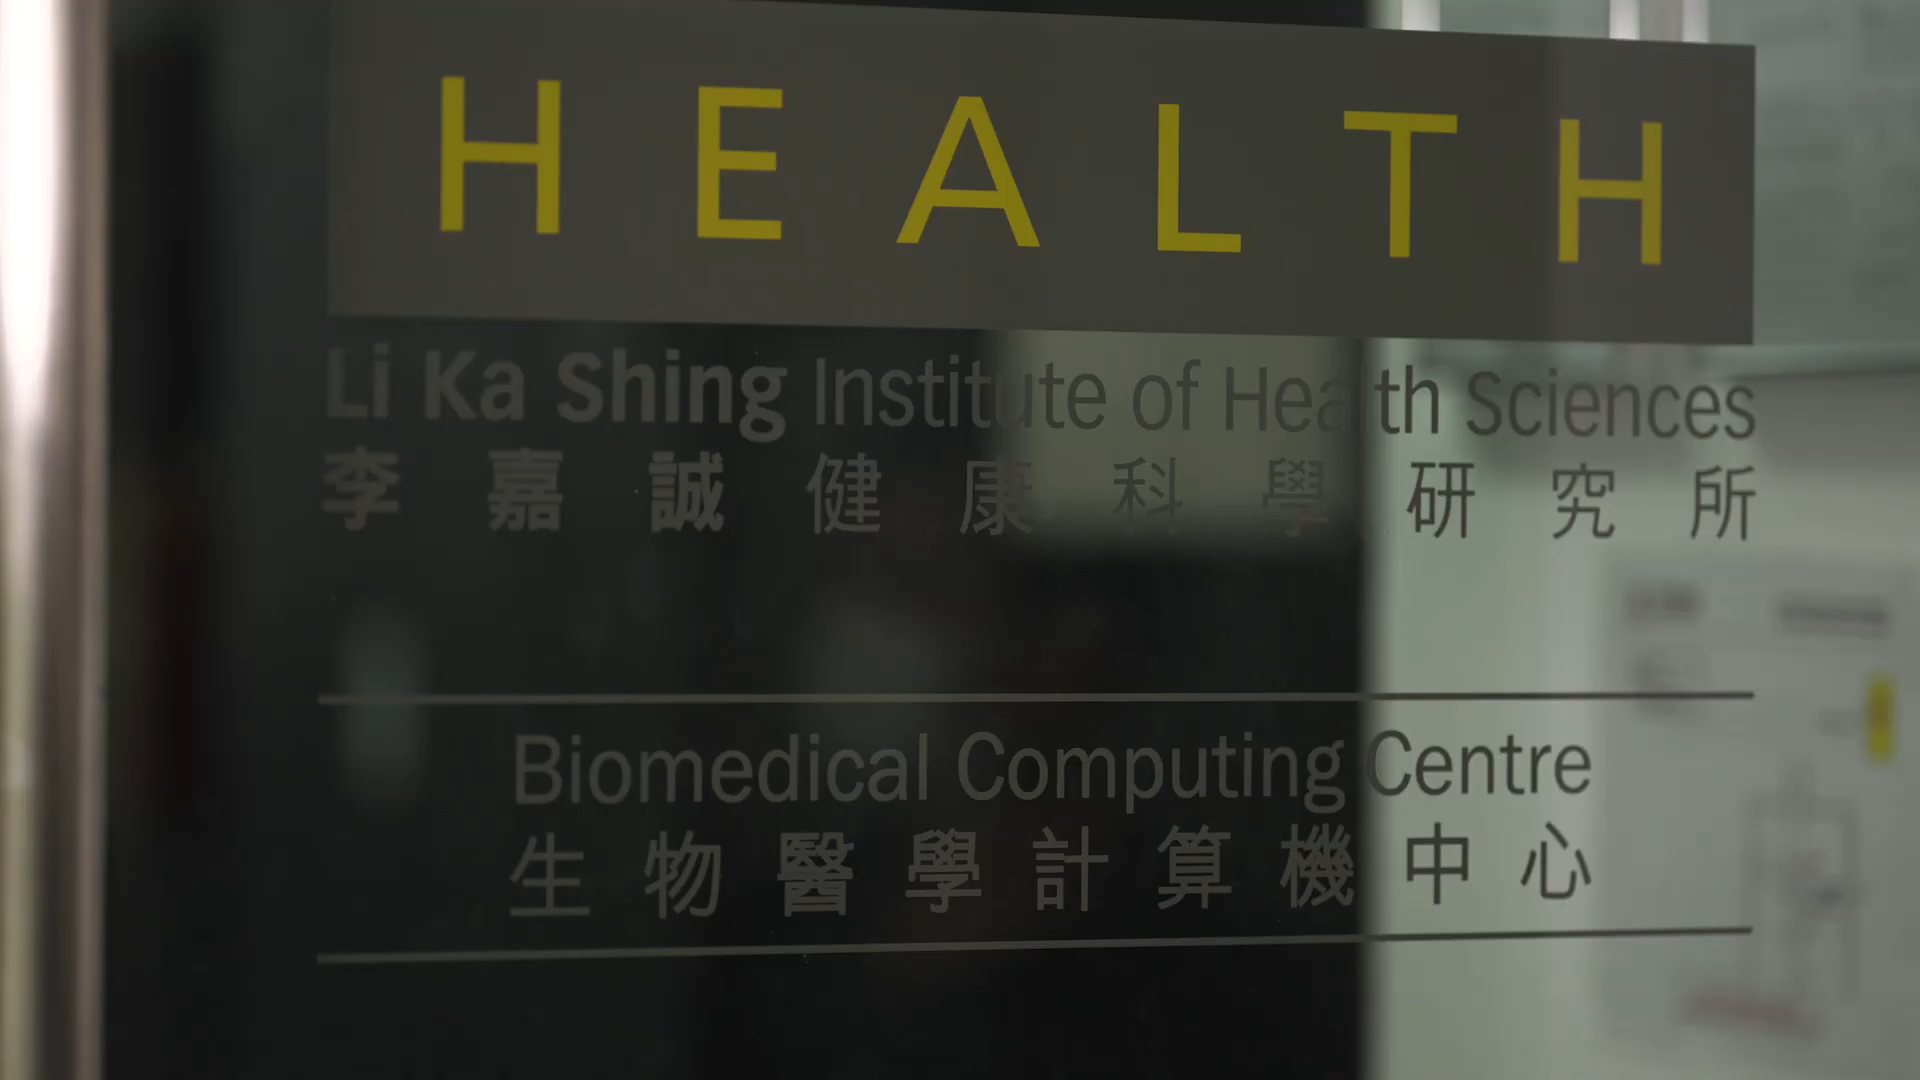 HEALTH
Li Ka Shing Institute of Health Sciences
李嘉誠健康科學研究所
Biomedical Computing Centre
生物醫學計算機中心